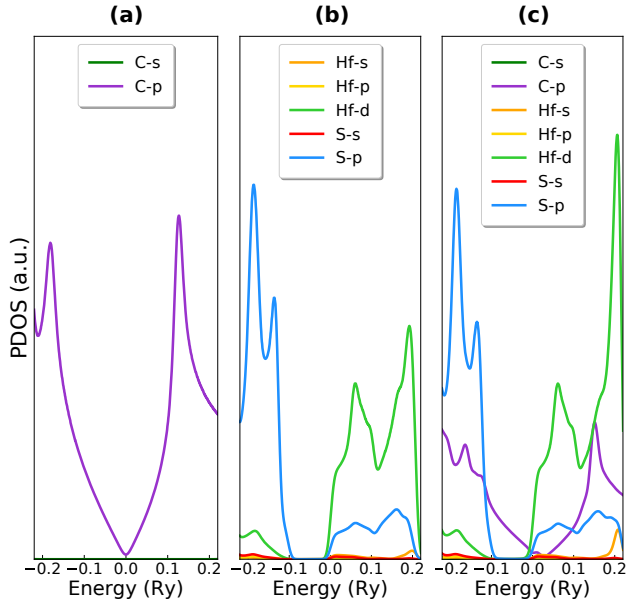 (a) (b) (c)
C-s
C-p
Hf-s
Hf-p
Hf-d
S-s
S-p
C-s
C-p
Hf-s
Hf-p
Hf-d
S-s
S-p
PDOS (a.u.)
−0.2 −0.1 0.0 0.1 0.2
−0.2 −0.1 0.0 0.1 0.2
−0.2 −0.1 0.0 0.1 0.2
Energy (Ry) Energy (Ry) Energy (Ry)